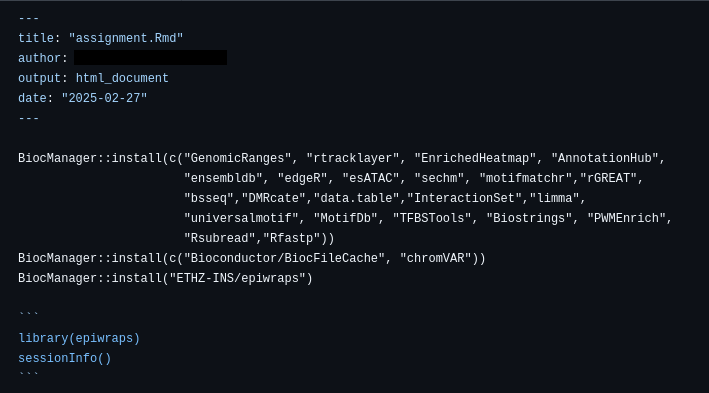 ---
title: "assignment.Rmd"
author:
output: html_document
date: "2025-02-27"
---
BiocManager::install(c("GenomicRanges", "rtracklayer", "EnrichedHeatmap", "AnnotationHub",
"ensembldb", "edgeR", "esATAC", "sechm", "motifmatchr","rGREAT",
"bsseq","DMRcate","data.table","InteractionSet","limma",
"universalmotif", "MotifDb", "TFBSTools", "Biostrings", "PWMEnrich",
"Rsubread","Rfastp"))
BiocManager::install(c("Bioconductor/BiocFileCache", "chromVAR"))
BiocManager::install("ETHZ-INS/epiwraps")
```
library(epiwraps)
sessionInfo()
```